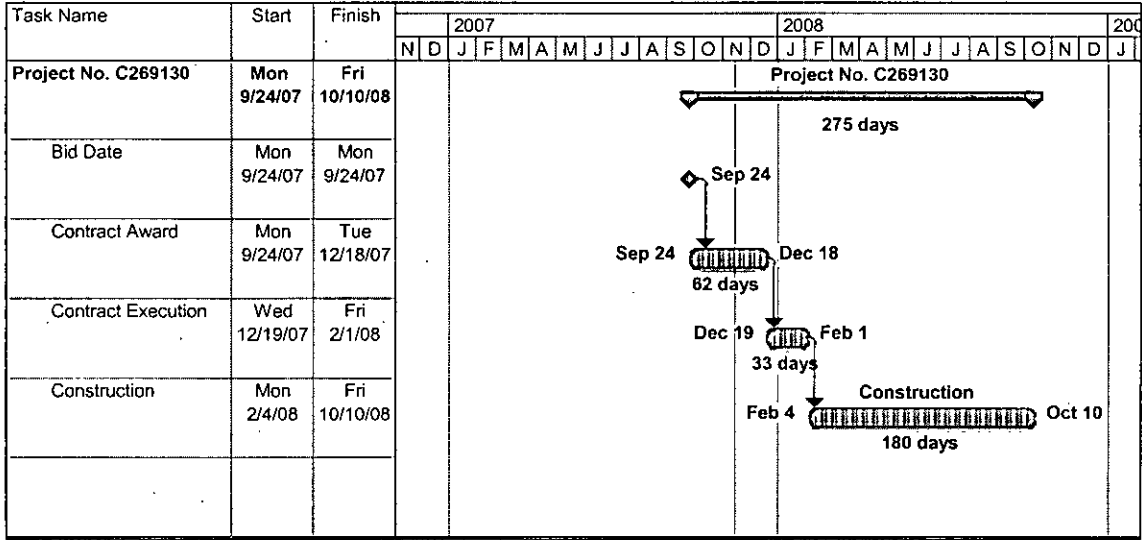 Task Name Start Finish
2007 2008 200
N D J F M A M J J A S O N D J F M A M J J A S O N D J
Project No. C269130 Mon Fri Project No. C269130
9/24/07 10/10/08
275 days
Bid Date Mon Mon
9/24/07 9/24/07 Sep 24
Contract Award Mon Tue
9/24/07 12/18/07 Sep 24 Dec 18
62 days
Contract Execution Wed Fri
12/19/07 2/1/08 Dec 19 Feb 1
33 days
Construction Mon Fri Construction
2/4/08 10/10/08 Feb 4 Oct 10
180 days